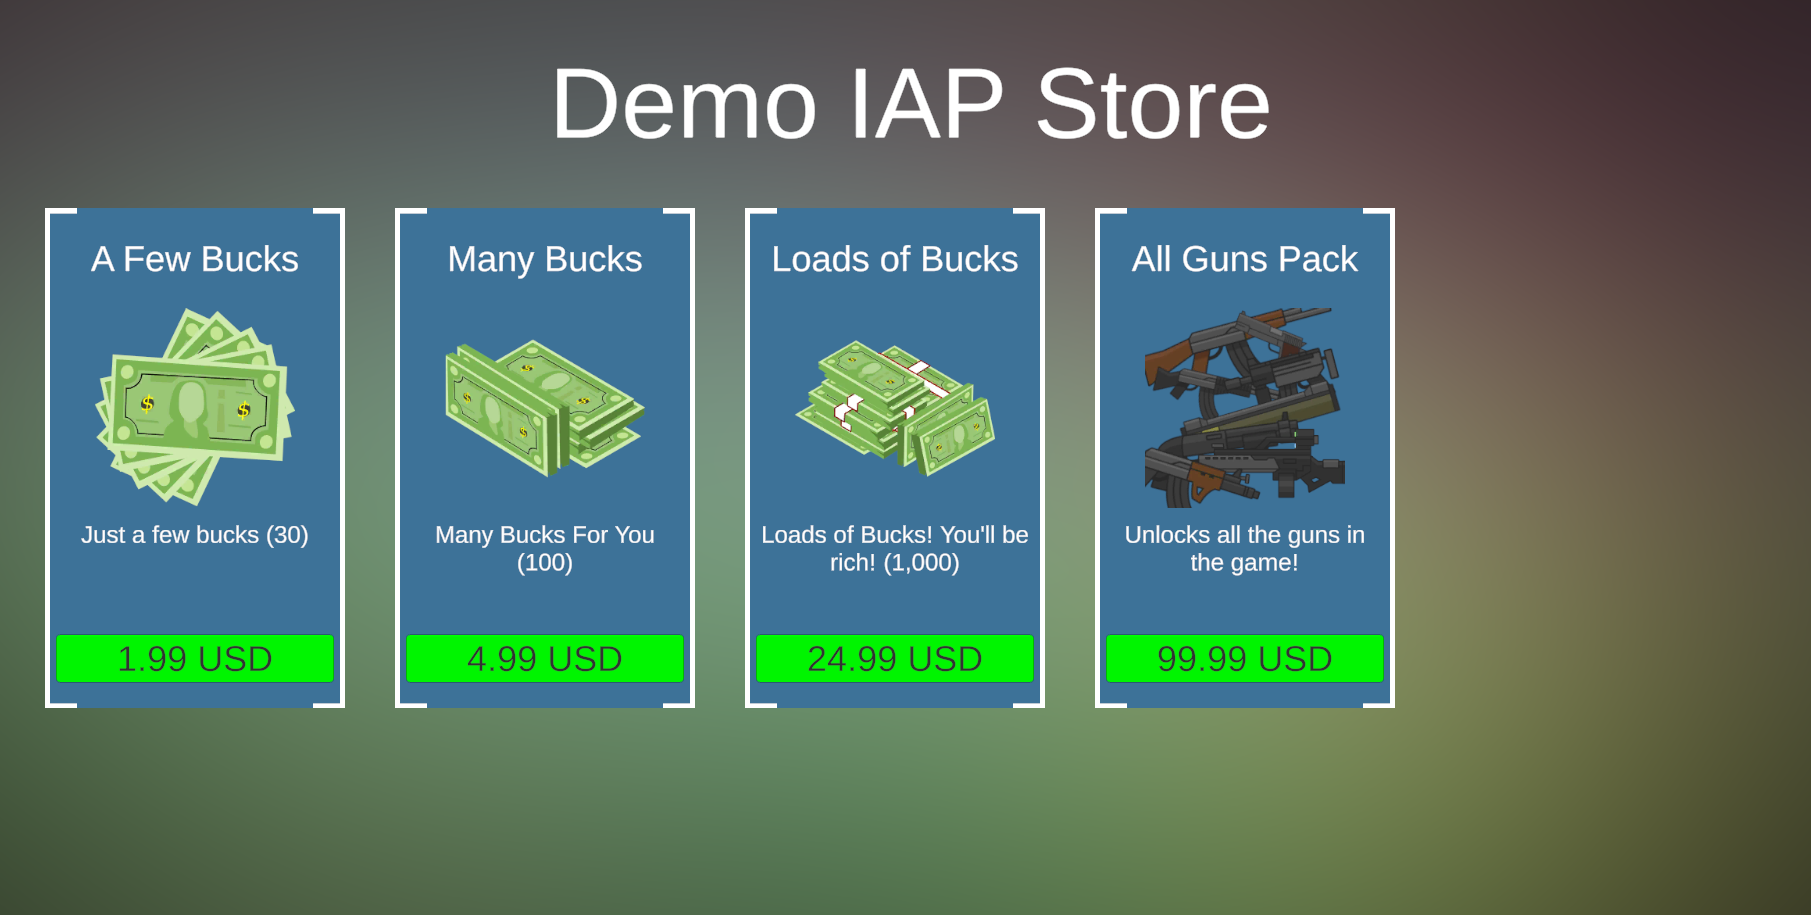 Demo IAP Store
A Few Bucks
Just a few bucks (30)
1.99 USD
Many Bucks
Many Bucks For You
(100)
4.99 USD
Loads of Bucks
Loads of Bucks! You'll be
rich! (1,000)
24.99 USD
All Guns Pack
Unlocks all the guns in
the game!
99.99 USD